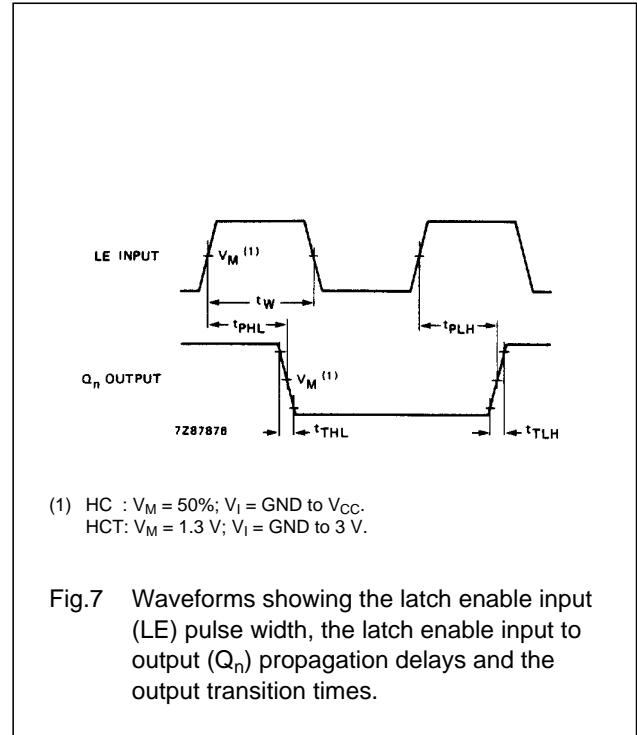 LE INPUT
V_M (1)
t_W
t_PHL
t_PLH
Q_n OUTPUT
V_M (1)
7Z87876
t_THL
t_TLH
(1) HC : V_M = 50%; V_I = GND to V_CC.
HCT: V_M = 1.3 V; V_I = GND to 3 V.
Fig.7 Waveforms showing the latch enable input
(LE) pulse width, the latch enable input to
output (Q_n) propagation delays and the
output transition times.